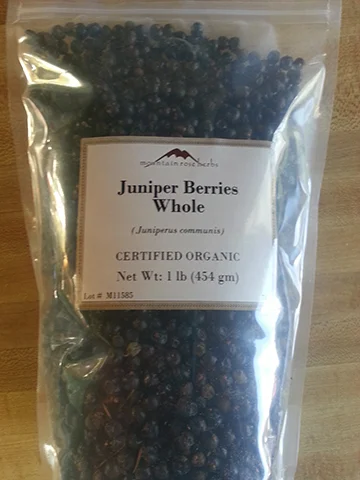 mountain rose herbs
Juniper Berries
Whole
(Juniperus communis)
CERTIFIED ORGANIC
Net Wt: 1 lb (454 gm)
Lot # M11585